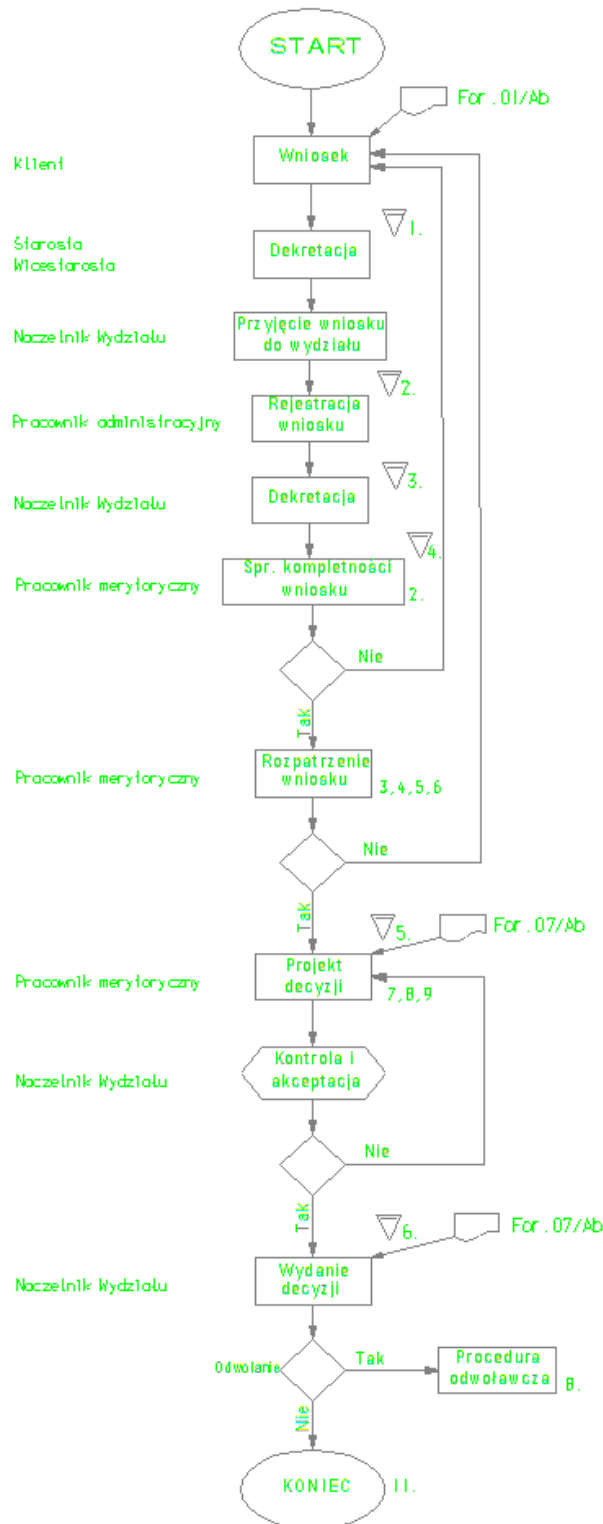 START
For.01/Ab
Klient
Wniosek
1.
Starosta
Wicestarosta
Dekretacja
Naczelnik Wydziału
Przyjęcie wniosku
do wydziału
2.
Pracownik administracyjny
Rejestracja
wniosku
3.
Naczelnik Wydziału
Dekretacja
4.
Pracownik merytoryczny
Spr. kompletności
wniosku
2.
Nie
Tak
Pracownik merytoryczny
Rozpatrzenie
wniosku
3,4,5,6
Nie
Tak
5.
For.07/Ab
Pracownik merytoryczny
Projekt
decyzji
7,8,9
Naczelnik Wydziału
Kontrola i
akceptacja
Nie
Tak
6.
For.07/Ab
Naczelnik Wydziału
Wydanie
decyzji
Odwolanie
Tak
Procedura
odwoławcza
8.
Nie
KONIEC
11.